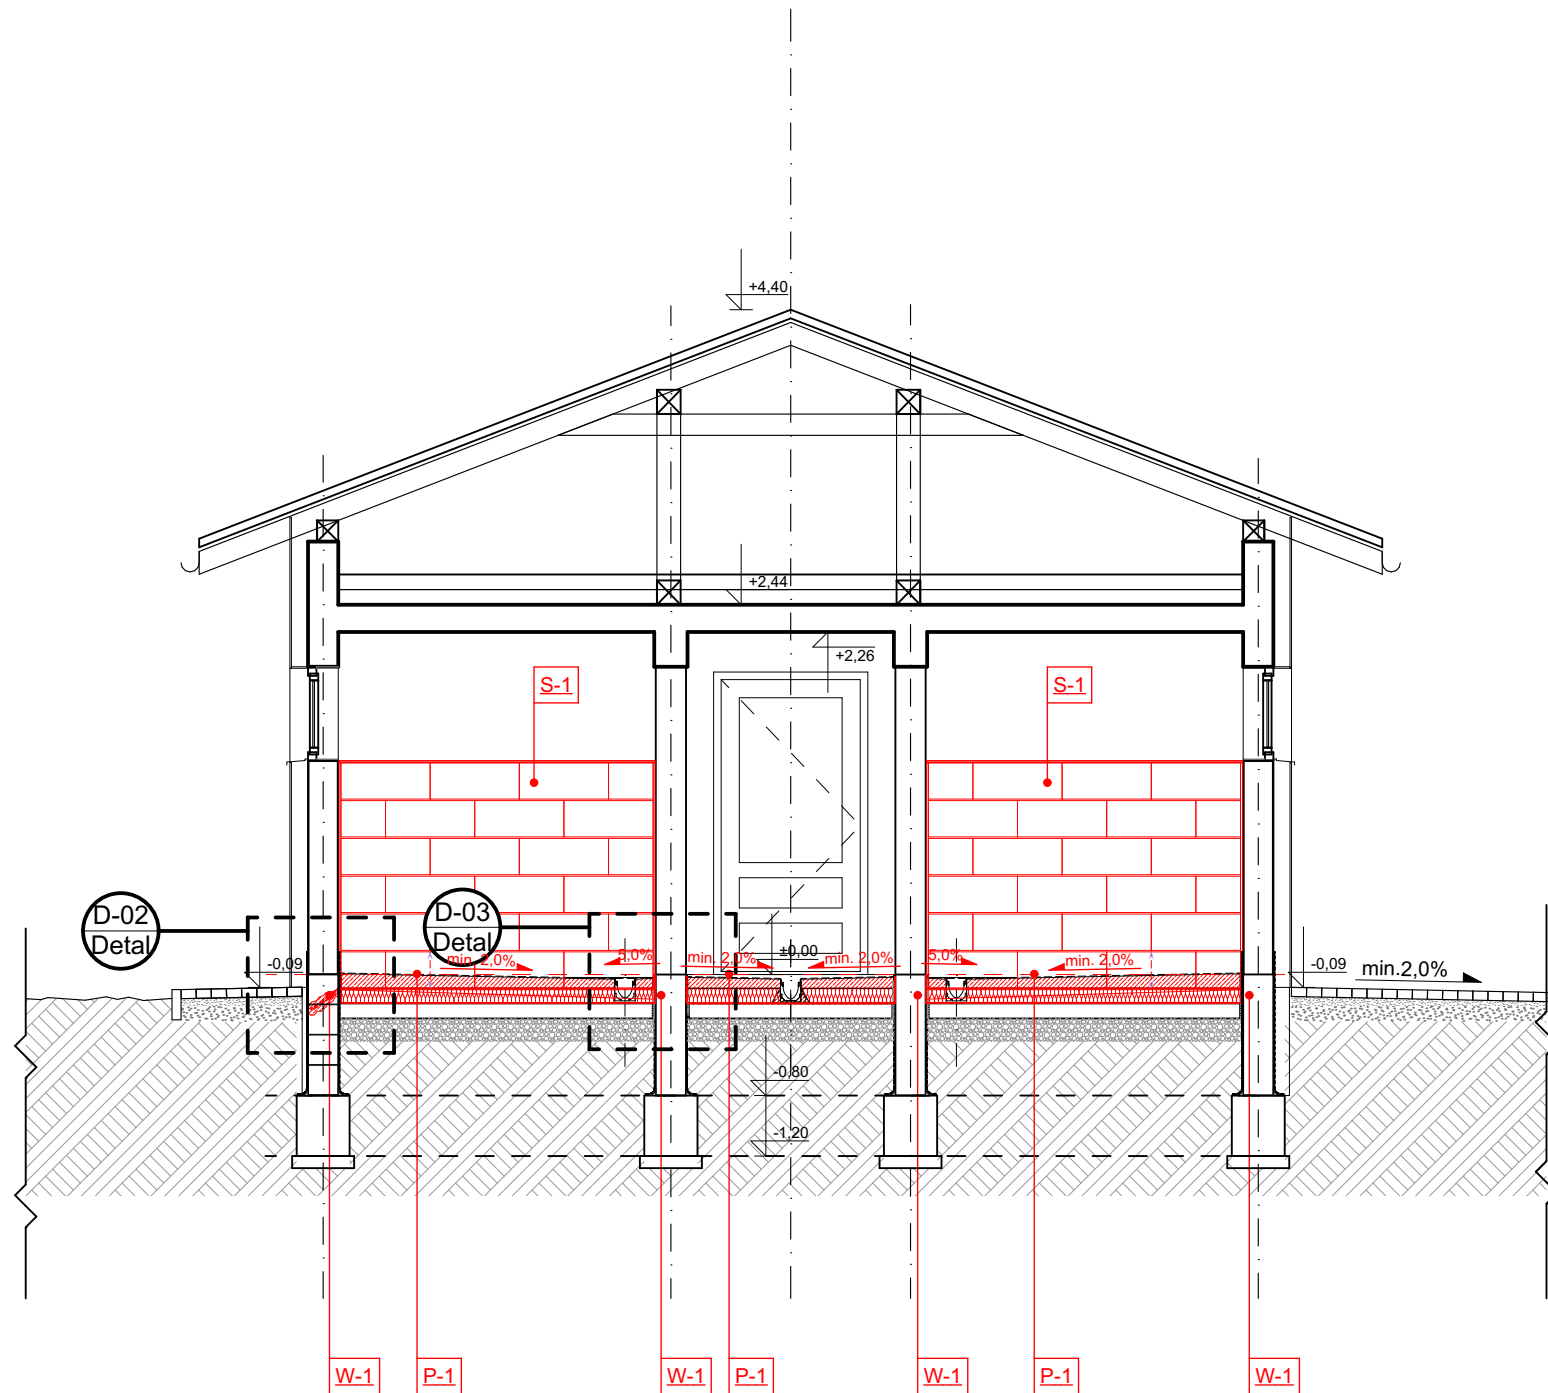 +4,40
+2,44
+2,26
S-1
S-1
D-02
Detal
D-03
Detal
-0,09
min. 2,0%
5,0%
min. 2,0%
±0,00
min. 2,0%
5,0%
min. 2,0%
-0,09
min.2,0%
-0,80
-1,20
W-1
P-1
W-1
P-1
W-1
P-1
W-1